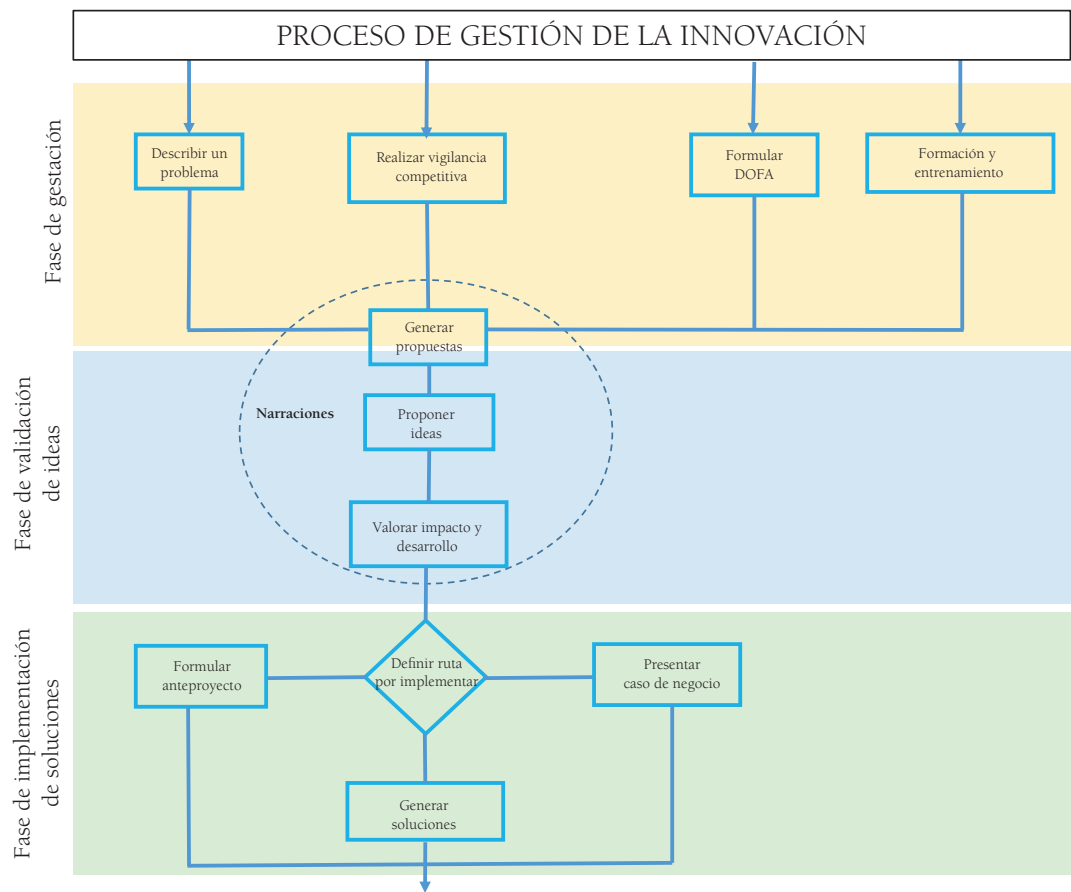 PROCESO DE GESTIÓN DE LA INNOVACIÓN
Fase de gestación
Describir un
problema
Realizar vigilancia
competitiva
Formular
DOFA
Formación y
entrenamiento
Generar
propuestas
Fase de validación
de ideas
Narraciones
Proponer
ideas
Valorar impacto y
desarrollo
Fase de implementación
de soluciones
Formular
anteproyecto
Definir ruta
por implementar
Presentar
caso de negocio
Generar
soluciones